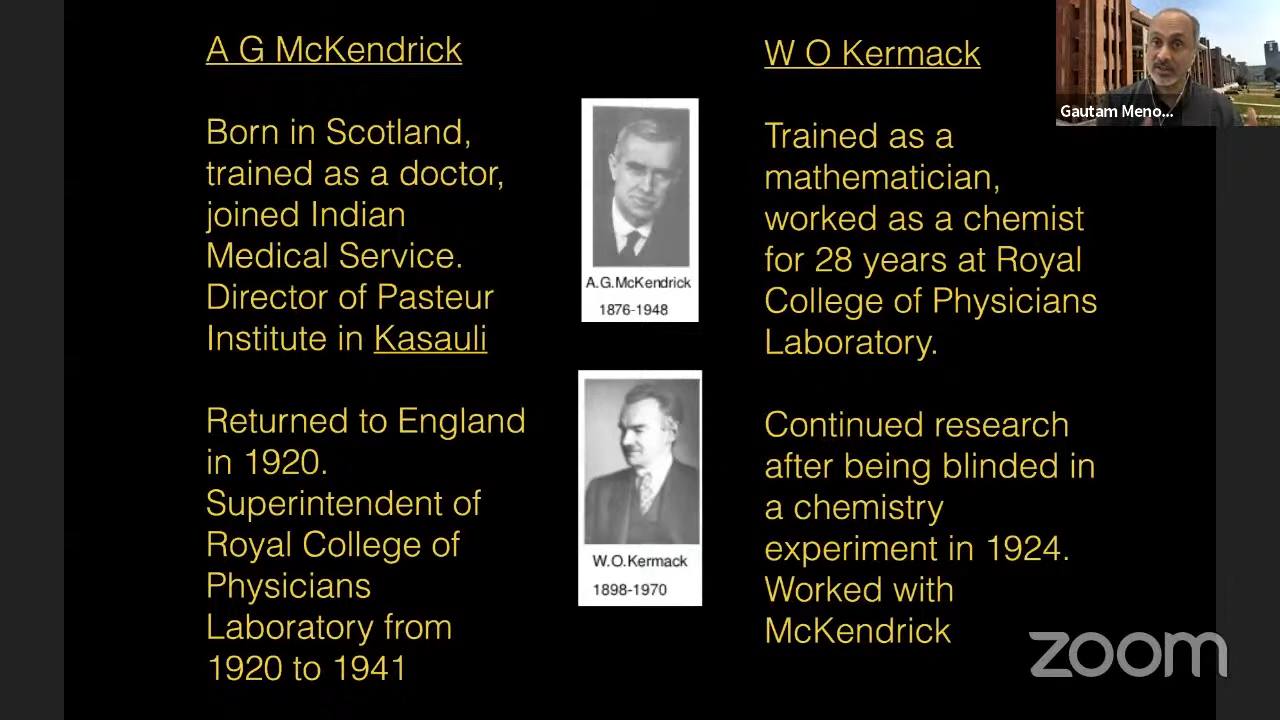 A G McKendrick
Born in Scotland,
trained as a doctor,
joined Indian
Medical Service.
Director of Pasteur
Institute in Kasauli
Returned to England
in 1920.
Superintendent of
Royal College of
Physicians
Laboratory from
1920 to 1941
A.G.McKendrick
1876-1948
W.O.Kermack
1898-1970
W O Kermack
Trained as a
mathematician,
worked as a chemist
for 28 years at Royal
College of Physicians
Laboratory.
Continued research
after being blinded in
a chemistry
experiment in 1924.
Worked with
McKendrick
Gautam Meno...
zoom